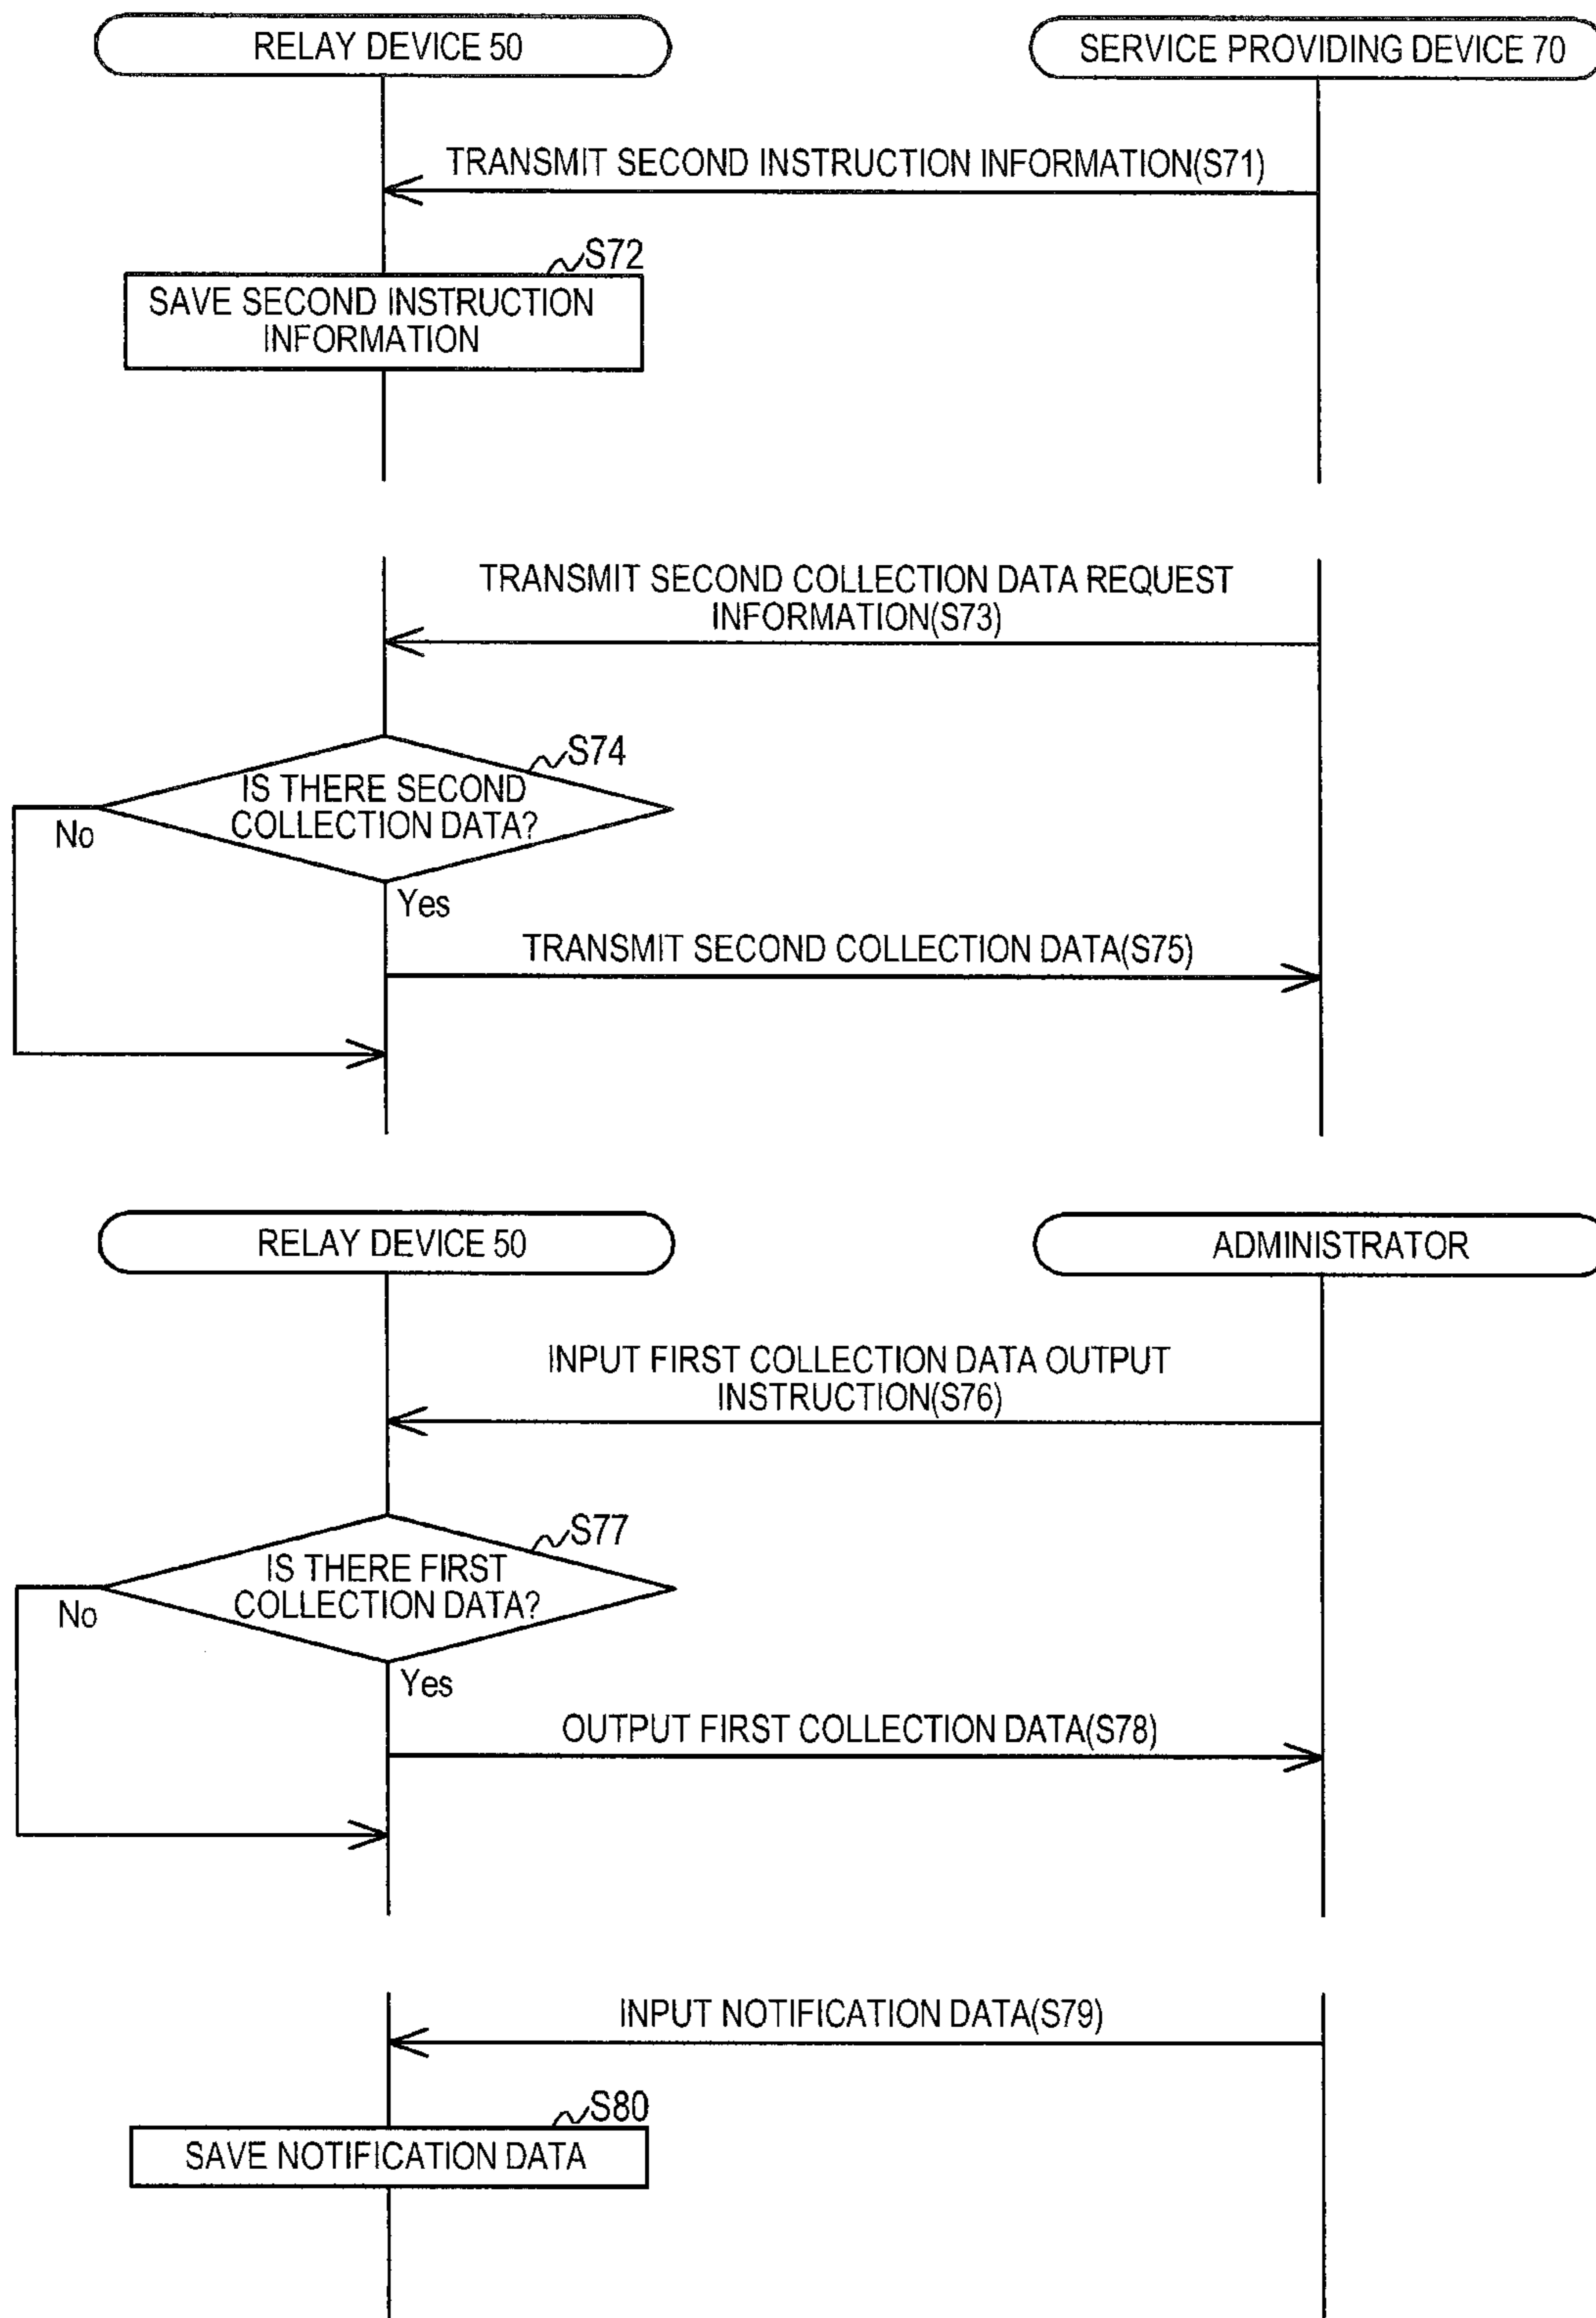 RELAY DEVICE 50
SERVICE PROVIDING DEVICE 70
TRANSMIT SECOND INSTRUCTION INFORMATION(S71)
S72
SAVE SECOND INSTRUCTION
INFORMATION
TRANSMIT SECOND COLLECTION DATA REQUEST
INFORMATION(S73)
S74
IS THERE SECOND
COLLECTION DATA?
No
Yes
TRANSMIT SECOND COLLECTION DATA(S75)
RELAY DEVICE 50
ADMINISTRATOR
INPUT FIRST COLLECTION DATA OUTPUT
INSTRUCTION(S76)
S77
IS THERE FIRST
COLLECTION DATA?
No
Yes
OUTPUT FIRST COLLECTION DATA(S78)
INPUT NOTIFICATION DATA(S79)
S80
SAVE NOTIFICATION DATA